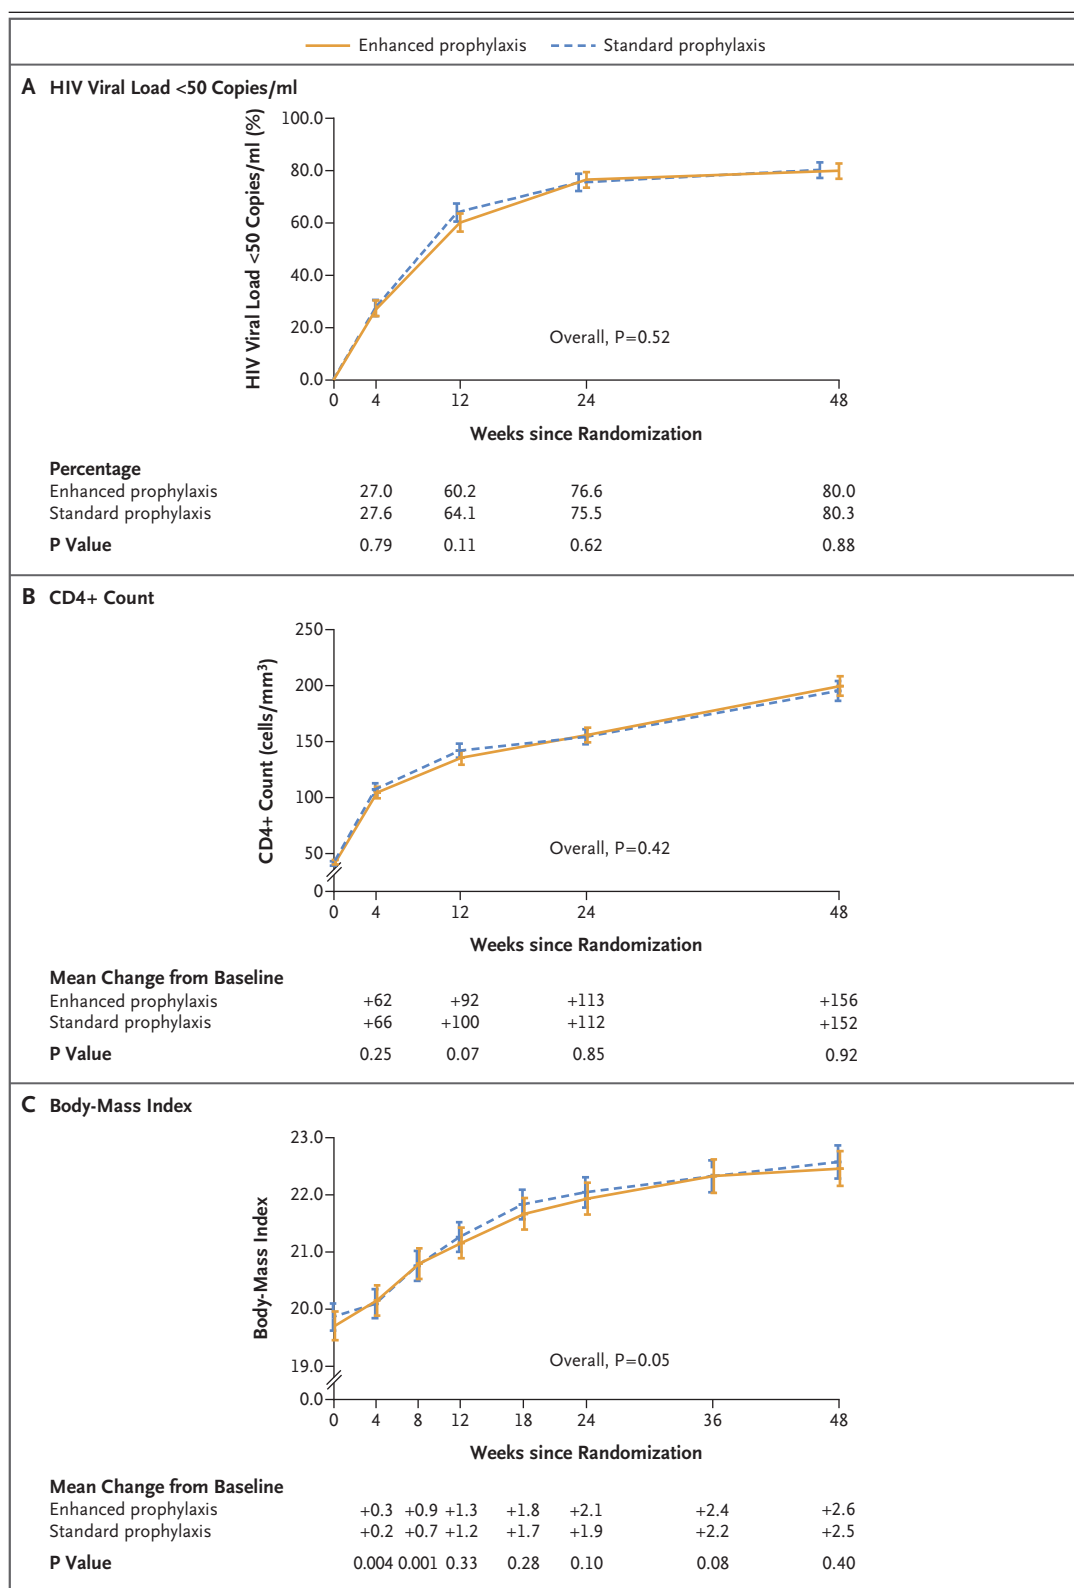 Enhanced prophylaxis Standard prophylaxis
A HIV Viral Load <50 Copies/ml
HIV Viral Load <50 Copies/ml (%)
100.0
80.0
60.0
40.0
20.0
0.0
Overall, P=0.52
0 4 12 24 48
Weeks since Randomization
Percentage
Enhanced prophylaxis 27.0 60.2 76.6 80.0
Standard prophylaxis 27.6 64.1 75.5 80.3
P Value 0.79 0.11 0.62 0.88
B CD4+ Count
CD4+ Count (cells/mm³)
250
200
150
100
50
0
Overall, P=0.42
0 4 12 24 48
Weeks since Randomization
Mean Change from Baseline
Enhanced prophylaxis +62 +92 +113 +156
Standard prophylaxis +66 +100 +112 +152
P Value 0.25 0.07 0.85 0.92
C Body-Mass Index
Body-Mass Index
23.0
22.0
21.0
20.0
19.0
0.0
Overall, P=0.05
0 4 8 12 18 24 36 48
Weeks since Randomization
Mean Change from Baseline
Enhanced prophylaxis +0.3 +0.9 +1.3 +1.8 +2.1 +2.4 +2.6
Standard prophylaxis +0.2 +0.7 +1.2 +1.7 +1.9 +2.2 +2.5
P Value 0.004 0.001 0.33 0.28 0.10 0.08 0.40